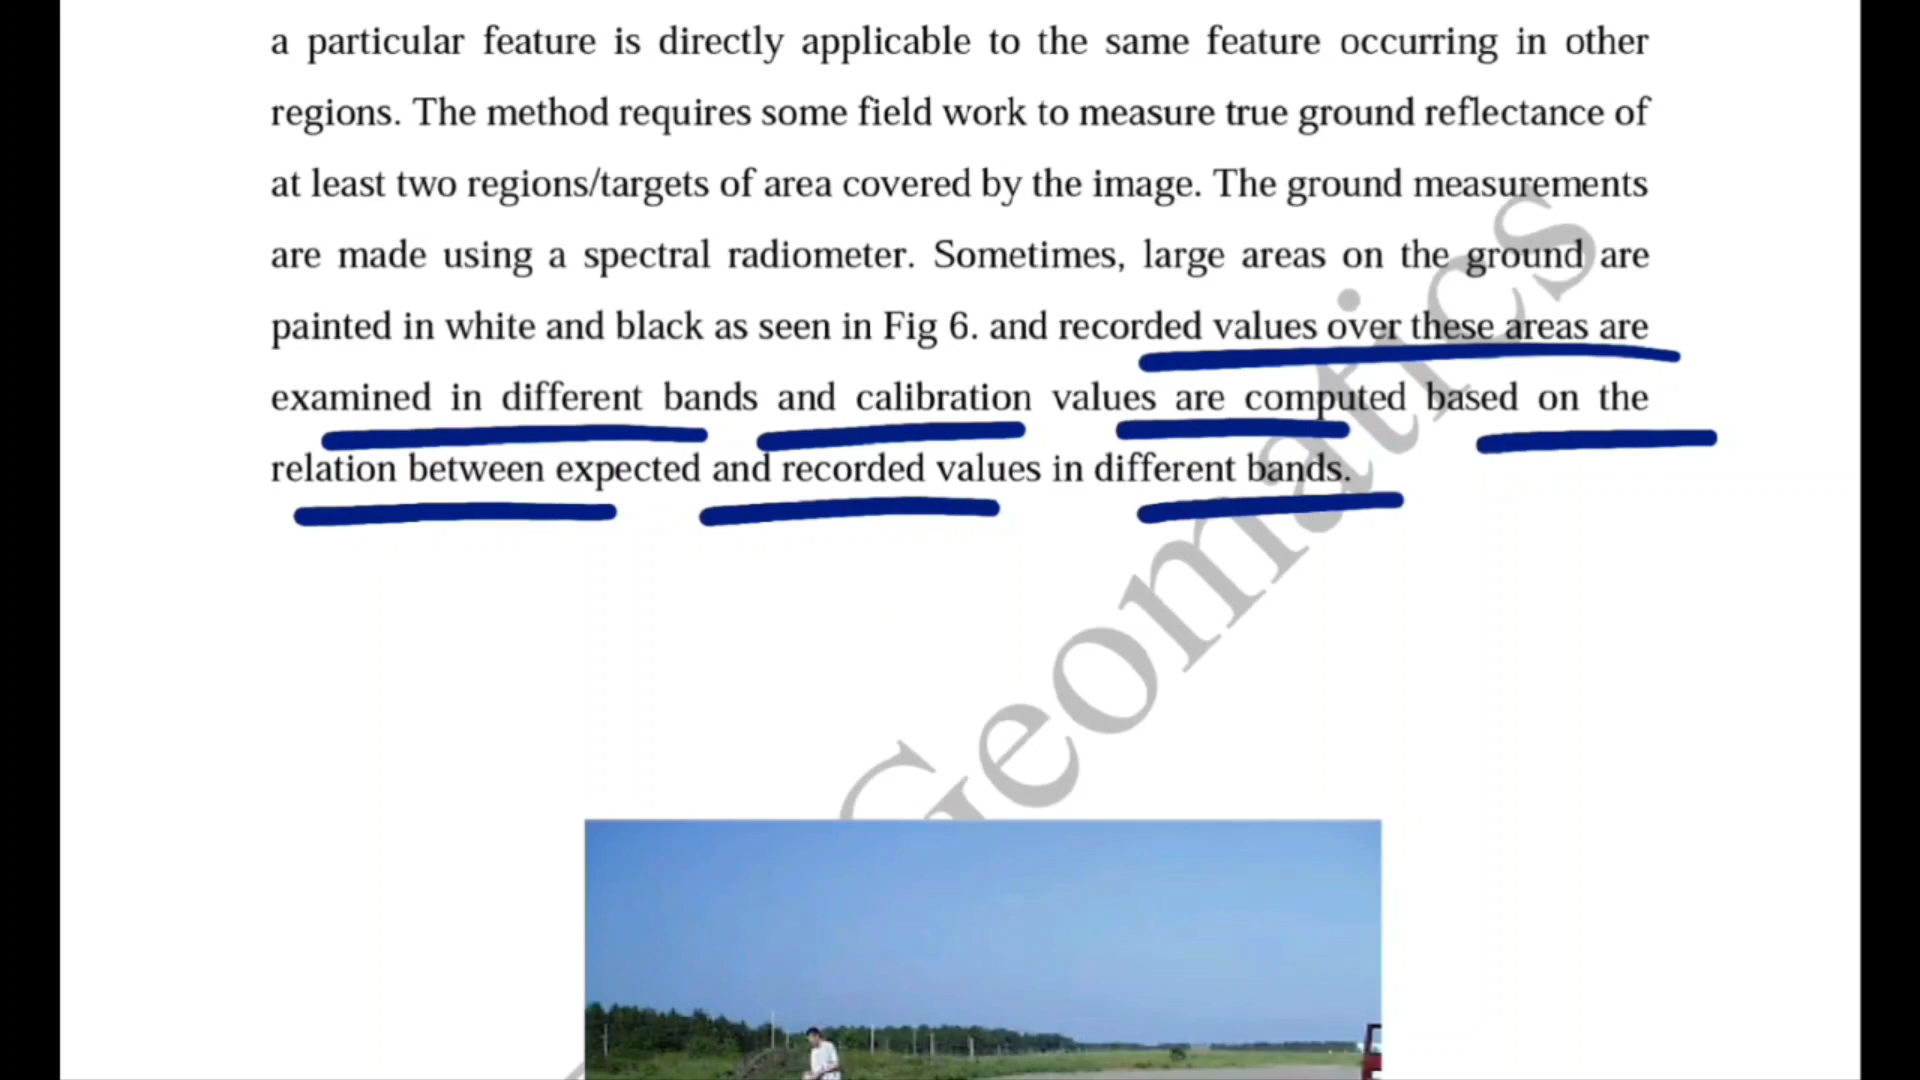 a particular feature is directly applicable to the same feature occurring in other
regions. The method requires some field work to measure true ground reflectance of
at least two regions/targets of area covered by the image. The ground measurements
are made using a spectral radiometer. Sometimes, large areas on the ground are
painted in white and black as seen in Fig 6. and recorded values over these areas are
examined in different bands and calibration values are computed based on the
relation between expected and recorded values in different bands.
Geomatics